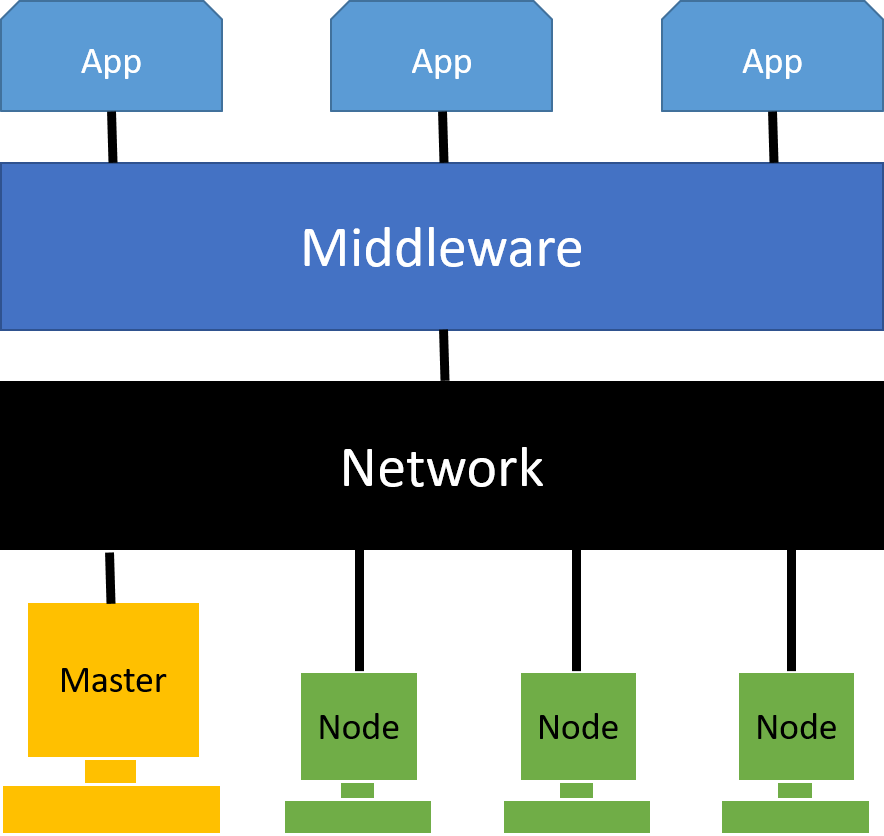 App
App
App
Middleware
Network
Master
Node
Node
Node